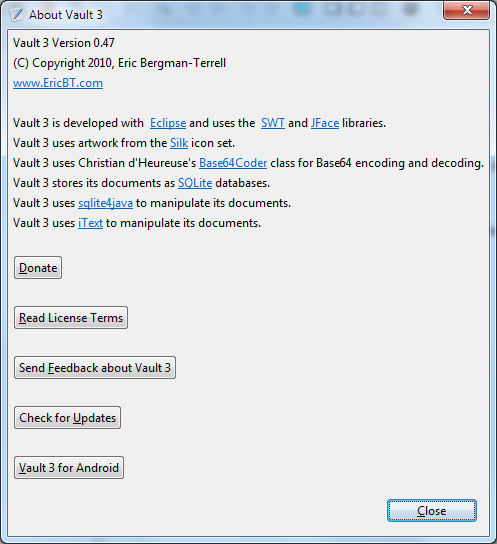 About Vault 3
Vault 3 Version 0.47
(C) Copyright 2010, Eric Bergman-Terrell
www.EricBT.com
Vault 3 is developed with Eclipse and uses the SWT and JFace libraries.
Vault 3 uses artwork from the Silk icon set.
Vault 3 uses Christian d'Heureuse's Base64Coder class for Base64 encoding and decoding.
Vault 3 stores its documents as SQLite databases.
Vault 3 uses sqlite4java to manipulate its documents.
Vault 3 uses iText to manipulate its documents.
Donate
Read License Terms
Send Feedback about Vault 3
Check for Updates
Vault 3 for Android
Close